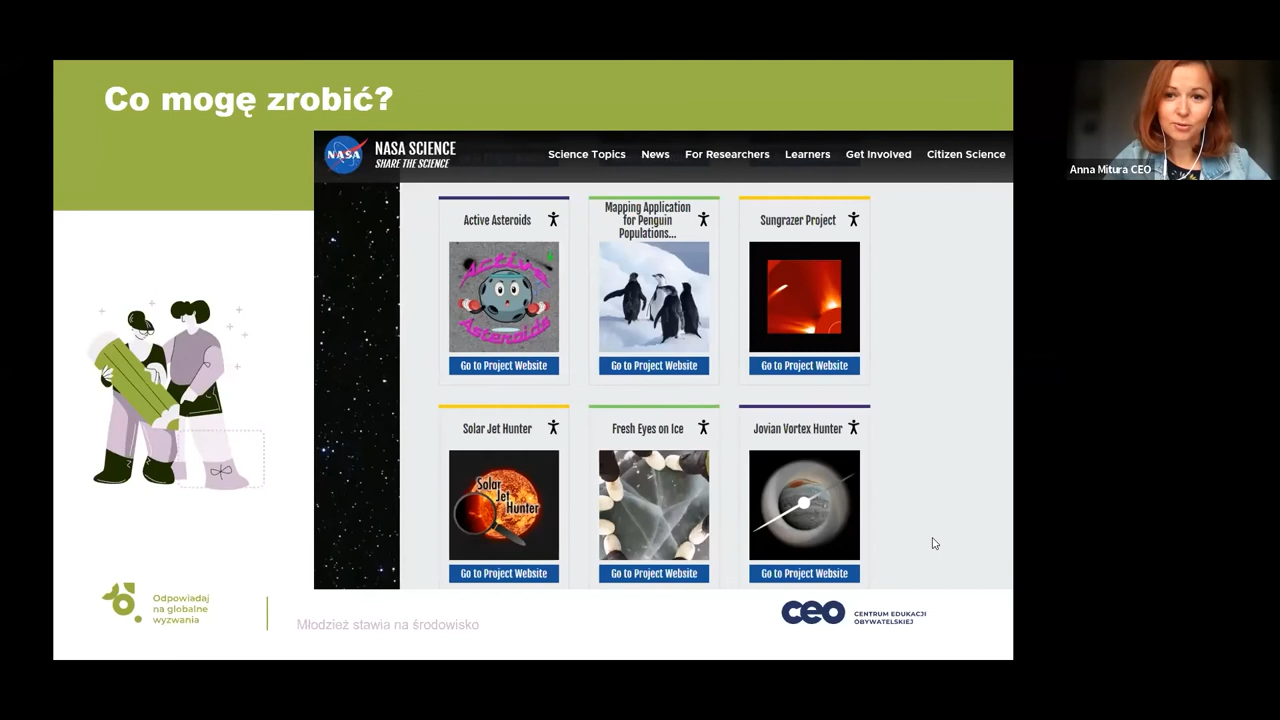 Co mogę zrobić?
NASA
NASA SCIENCE
SHARE THE SCIENCE
Science Topics News For Researchers Learners Get Involved Citizen Science
Active Asteroids
Mapping Application
for Penguin
Populations...
Sungrazer Project
Active
Asteroids
Go to Project Website
Go to Project Website
Go to Project Website
Solar Jet Hunter
Fresh Eyes on Ice
Jovian Vortex Hunter
Solar
Jet
Hunter
Go to Project Website
Go to Project Website
Go to Project Website
Odpowiadaj
na globalne
wyzwania
Młodzież stawia na środowisko
ceo
CENTRUM EDUKACJI
OBYWATELSKIEJ
Anna Mitura CEO